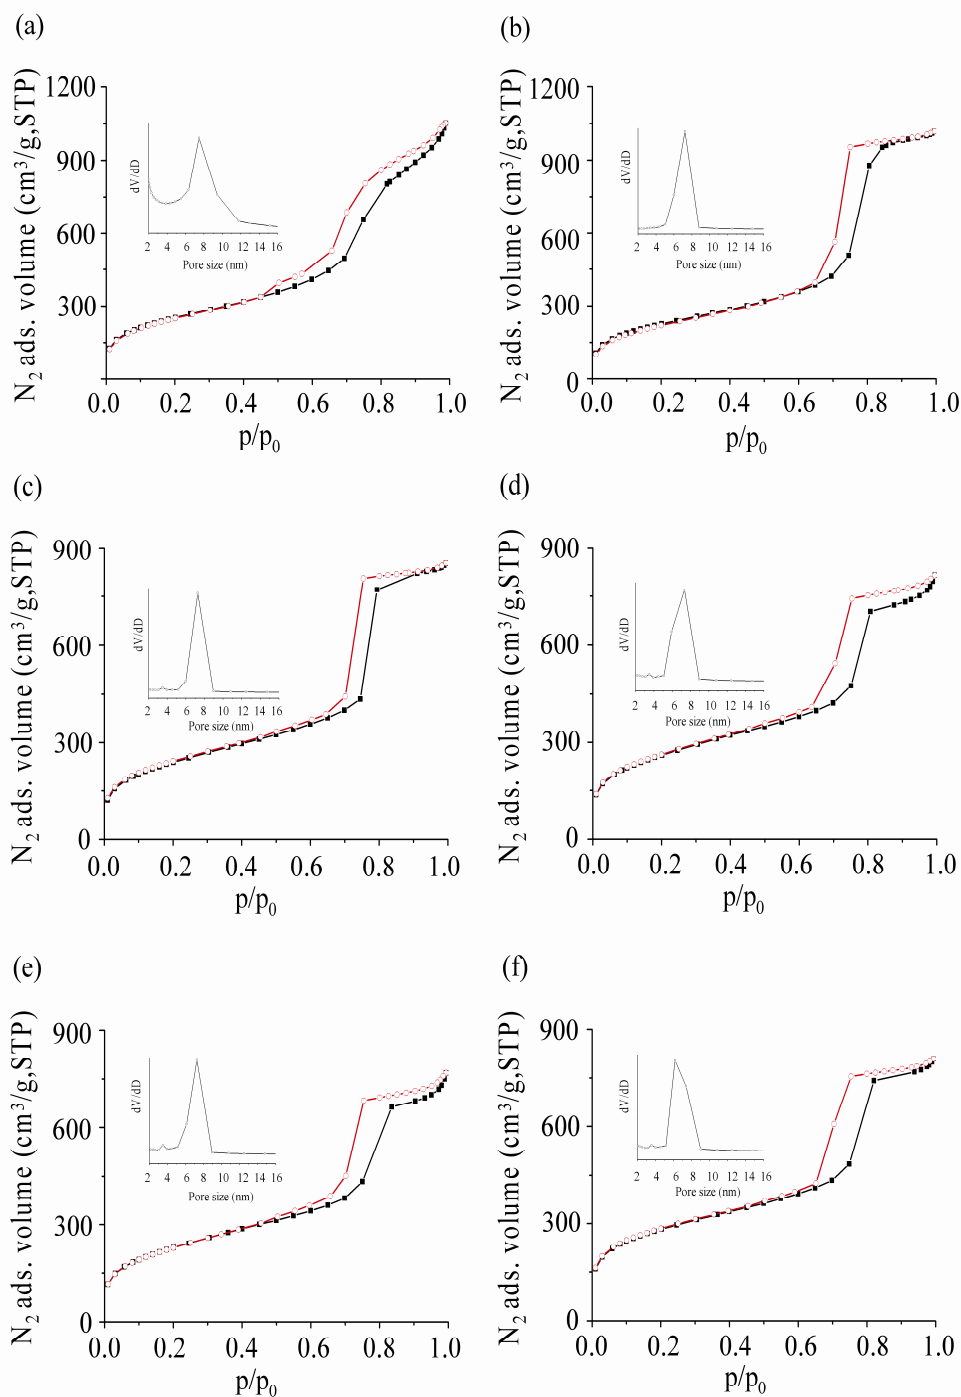 (a)
N2 ads. volume (cm³/g,STP)
1200
900
600
300
0.0 0.2 0.4 0.6 0.8 1.0
p/p0
dV/dD
2 4 6 8 10 12 14 16
Pore size (nm)
(b)
N2 ads. volume (cm³/g,STP)
1200
900
600
300
0
0.0 0.2 0.4 0.6 0.8 1.0
p/p0
dV/dD
2 4 6 8 10 12 14 16
Pore size (nm)
(c)
N2 ads. volume (cm³/g,STP)
900
600
300
0
0.0 0.2 0.4 0.6 0.8 1.0
p/p0
dV/dD
2 4 6 8 10 12 14 16
Pore size (nm)
(d)
N2 ads. volume (cm³/g,STP)
900
600
300
0
0.0 0.2 0.4 0.6 0.8 1.0
p/p0
dV/dD
2 4 6 8 10 12 14 16
Pore size (nm)
(e)
N2 ads. volume (cm³/g,STP)
900
600
300
0
0.0 0.2 0.4 0.6 0.8 1.0
p/p0
dV/dD
2 4 6 8 10 12 14 16
Pore size (nm)
(f)
N2 ads. volume (cm³/g,STP)
900
600
300
0
0.0 0.2 0.4 0.6 0.8 1.0
p/p0
dV/dD
2 4 6 8 10 12 14 16
Pore size (nm)